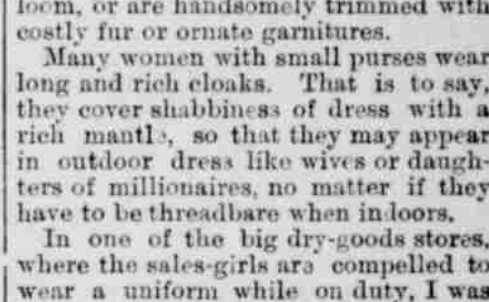 loom, or are handsomely trimmed with
costly fur or ornate garnitures.
Many women with small purses wear
long and rich cloaks. That is to say,
they cover shabbiness of dress with a
rich mantle, so that they may appear
in outdoor dress like wives or daugh-
ters of millionaires, no matter if they
have to be threadbare when indoors.
In one of the big dry-goods stores,
where the sales-girls are compelled to
wear a uniform while on duty, I was